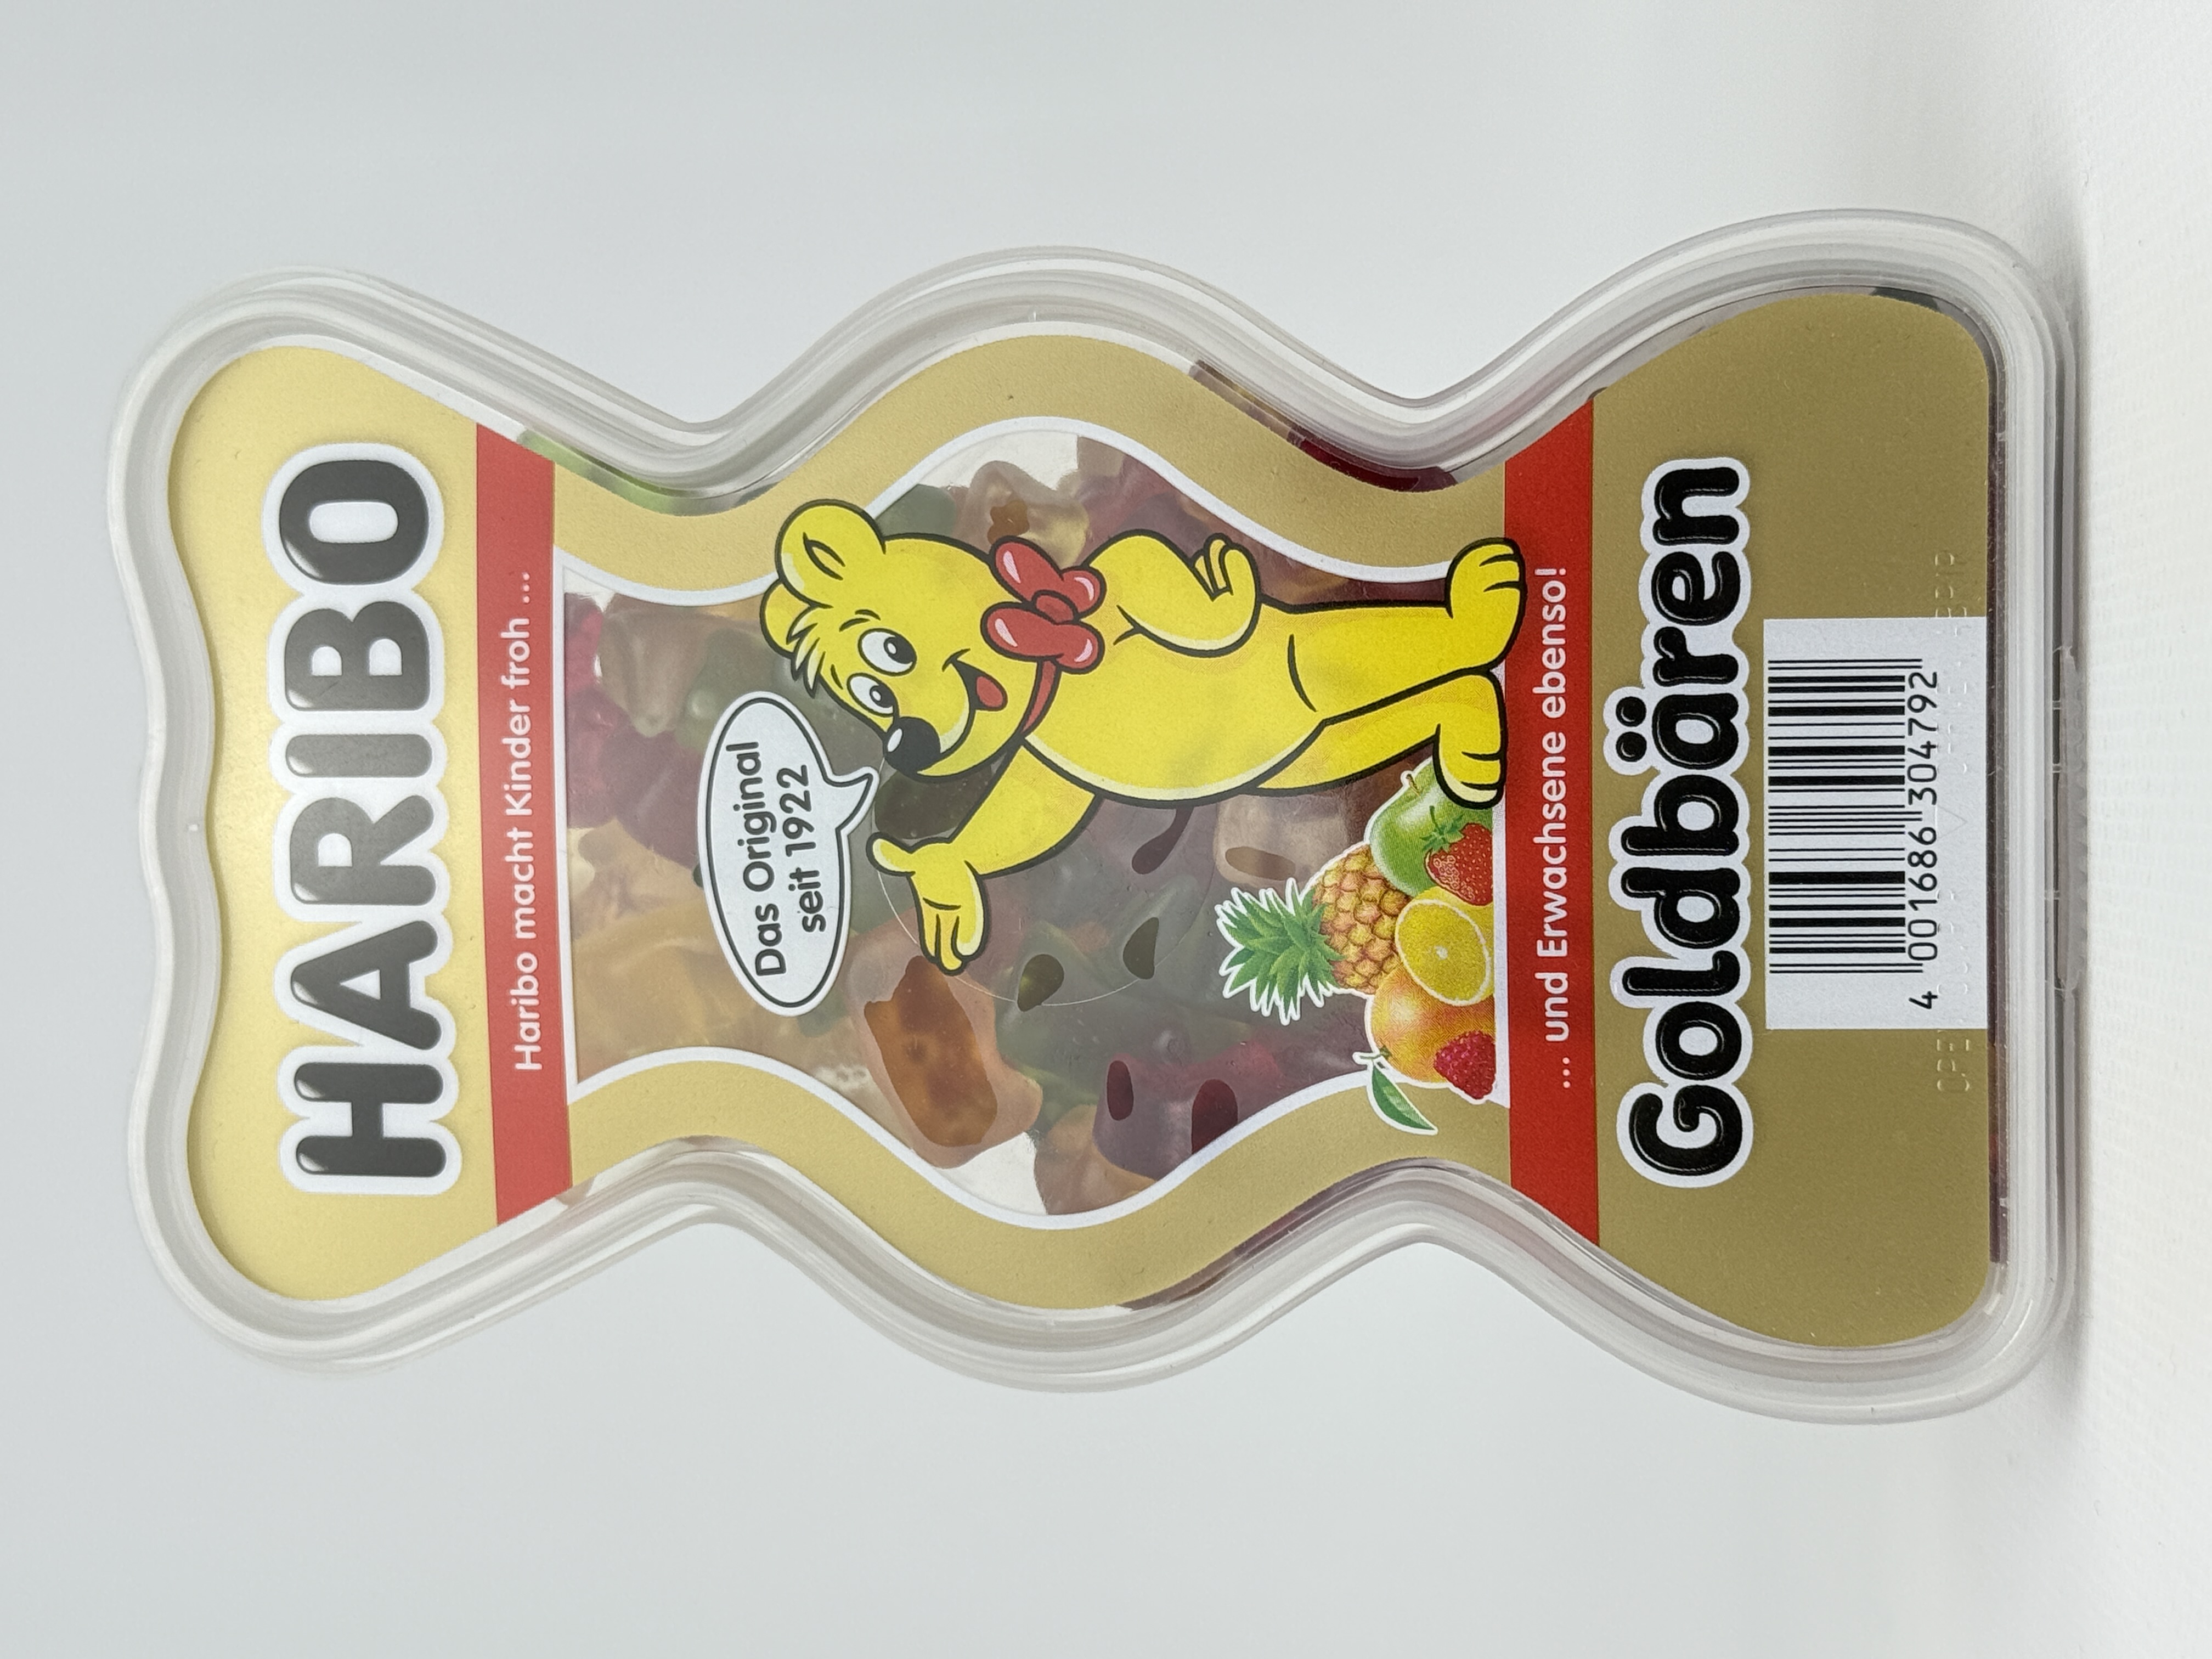 HARIBO
Haribo macht Kinder froh ...
Das Original
seit 1922
... und Erwachsene ebenso!
Goldbären
4 001686 304792